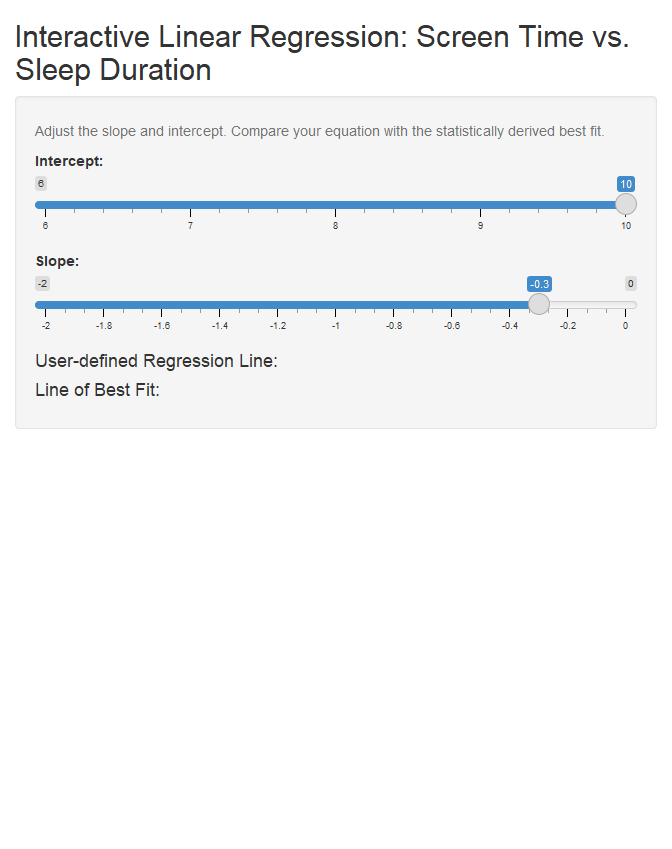 Interactive Linear Regression: Screen Time vs.
Sleep Duration
Adjust the slope and intercept. Compare your equation with the statistically derived best fit.
Intercept:
6 10
6 7 8 9 10
Slope:
-2 -0.3 0
-2 -1.8 -1.6 -1.4 -1.2 -1 -0.8 -0.6 -0.4 -0.2 0
User-defined Regression Line:
Line of Best Fit: